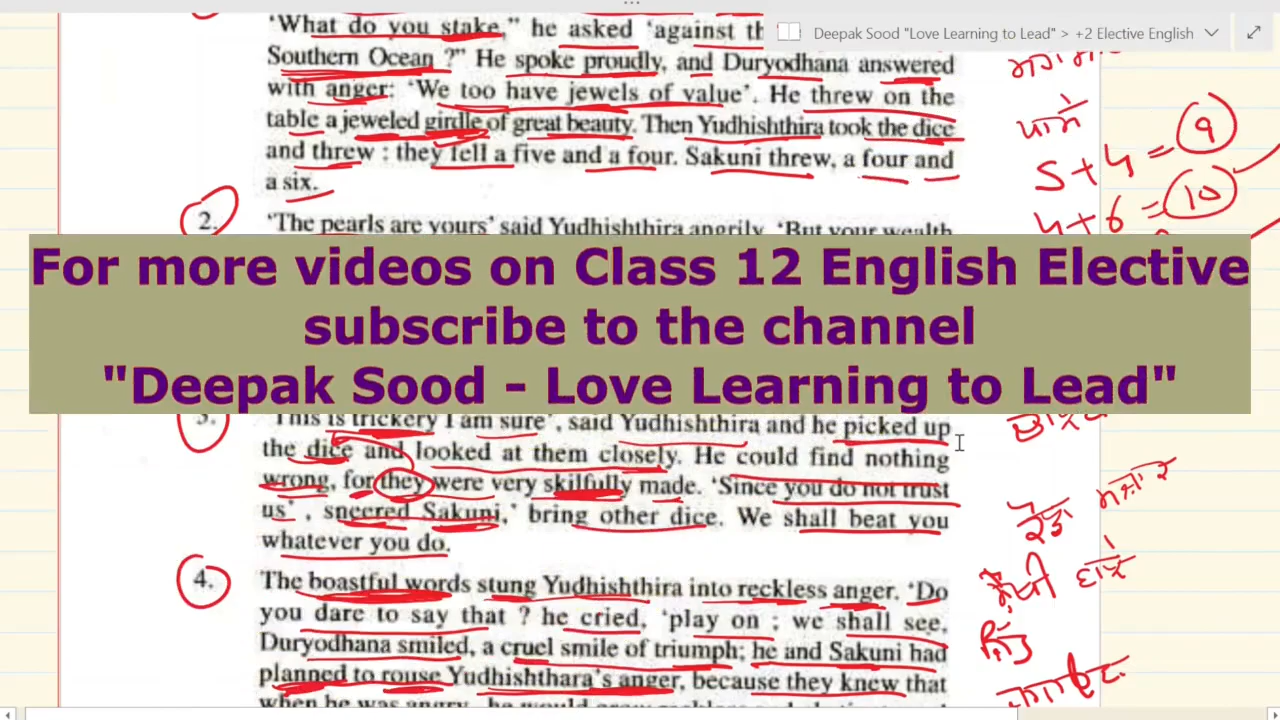 Deepak Sood "Love Learning to Lead" > +2 Elective English
'What do you stake," he asked 'against th
Southern Ocean ?" He spoke proudly, and Duryodhana answered
with anger: 'We too have jewels of value'. He threw on the
table a jeweled girdle of great beauty. Then Yudhishthira took the dice
and threw : they fell a five and a four. Sakuni threw, a four and
a six.
5+4 = 9
4+6 = 10
2. 'The pearls are yours' said Yudhishthira angrily. 'But your wealth
For more videos on Class 12 English Elective
subscribe to the channel
"Deepak Sood - Love Learning to Lead"
3. 'This is trickery I am sure', said Yudhishthira and he picked up
the dice and looked at them closely. He could find nothing
wrong, for they were very skilfully made. 'Since you do not trust
us' , sneered Sakuni,' bring other dice. We shall beat you
whatever you do.
4. The boastful words stung Yudhishthira into reckless anger. 'Do
you dare to say that ? he cried, 'play on ; we shall see,
Duryodhana smiled, a cruel smile of triumph; he and Sakuni had
planned to rouse Yudhishthara's anger, because they knew that
when he was angry, he would grow reckless